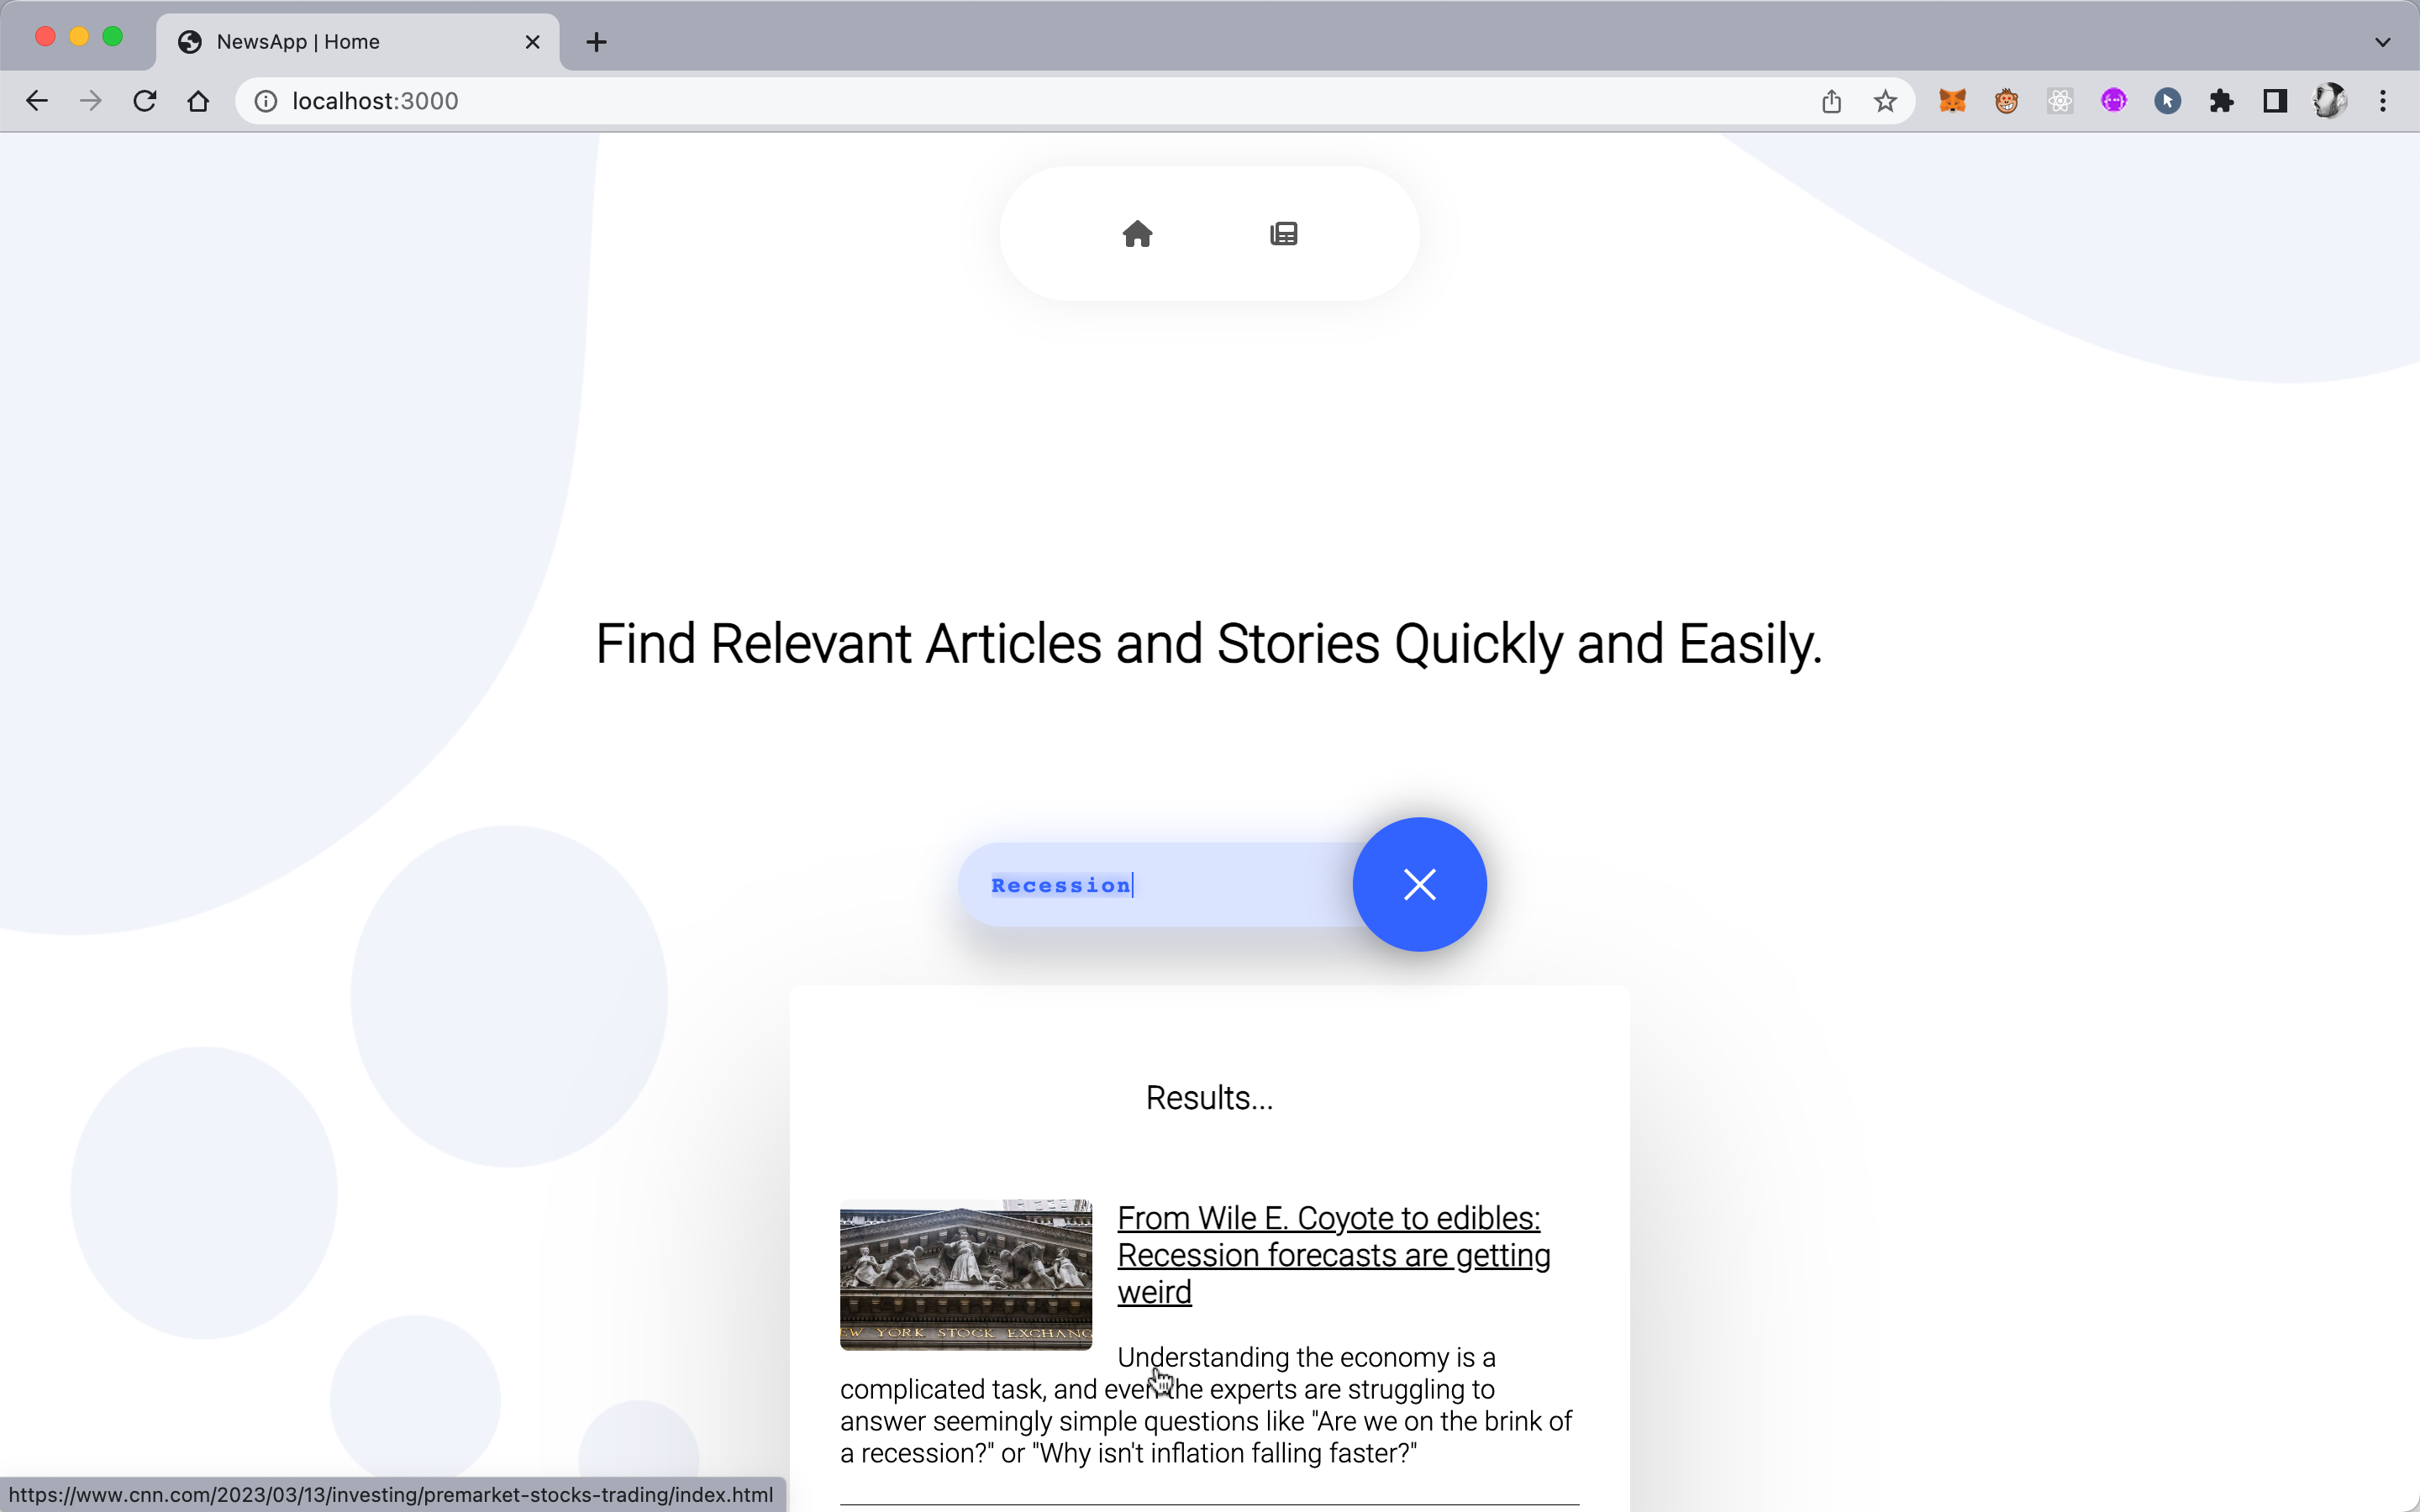 NewsApp | Home
localhost:3000
Find Relevant Articles and Stories Quickly and Easily.
Recession
Results...
From Wile E. Coyote to edibles:
Recession forecasts are getting
weird
EW YORK STOCK EXCHANG
Understanding the economy is a
complicated task, and even the experts are struggling to
answer seemingly simple questions like "Are we on the brink of
a recession?" or "Why isn't inflation falling faster?"
https://www.cnn.com/2023/03/13/investing/premarket-stocks-trading/index.html